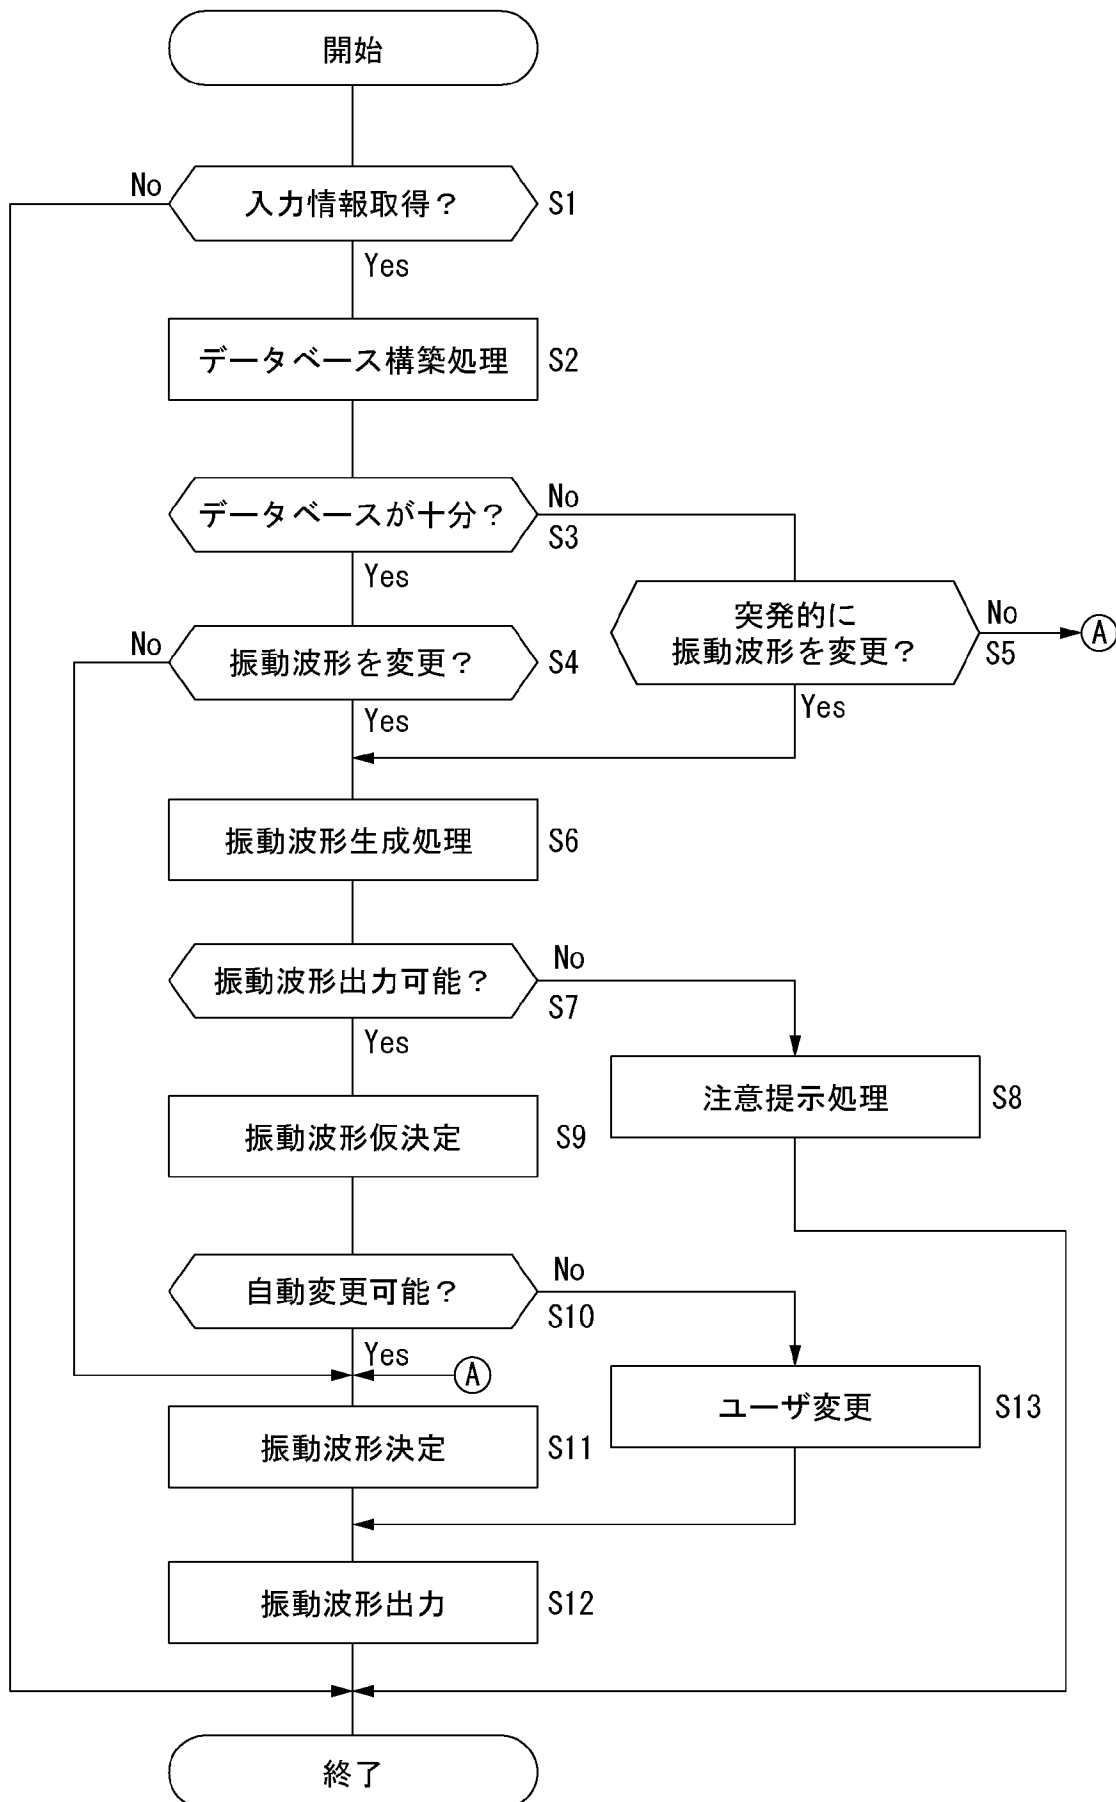 開始
No
入力情報取得？
S1
Yes
データベース構築処理
S2
データベースが十分？
No
S3
Yes
突発的に
振動波形を変更？
No
S5
A
Yes
No
振動波形を変更？
S4
Yes
振動波形生成処理
S6
振動波形出力可能？
No
S7
Yes
注意提示処理
S8
振動波形仮決定
S9
自動変更可能？
No
S10
Yes
A
ユーザ変更
S13
振動波形決定
S11
振動波形出力
S12
終了